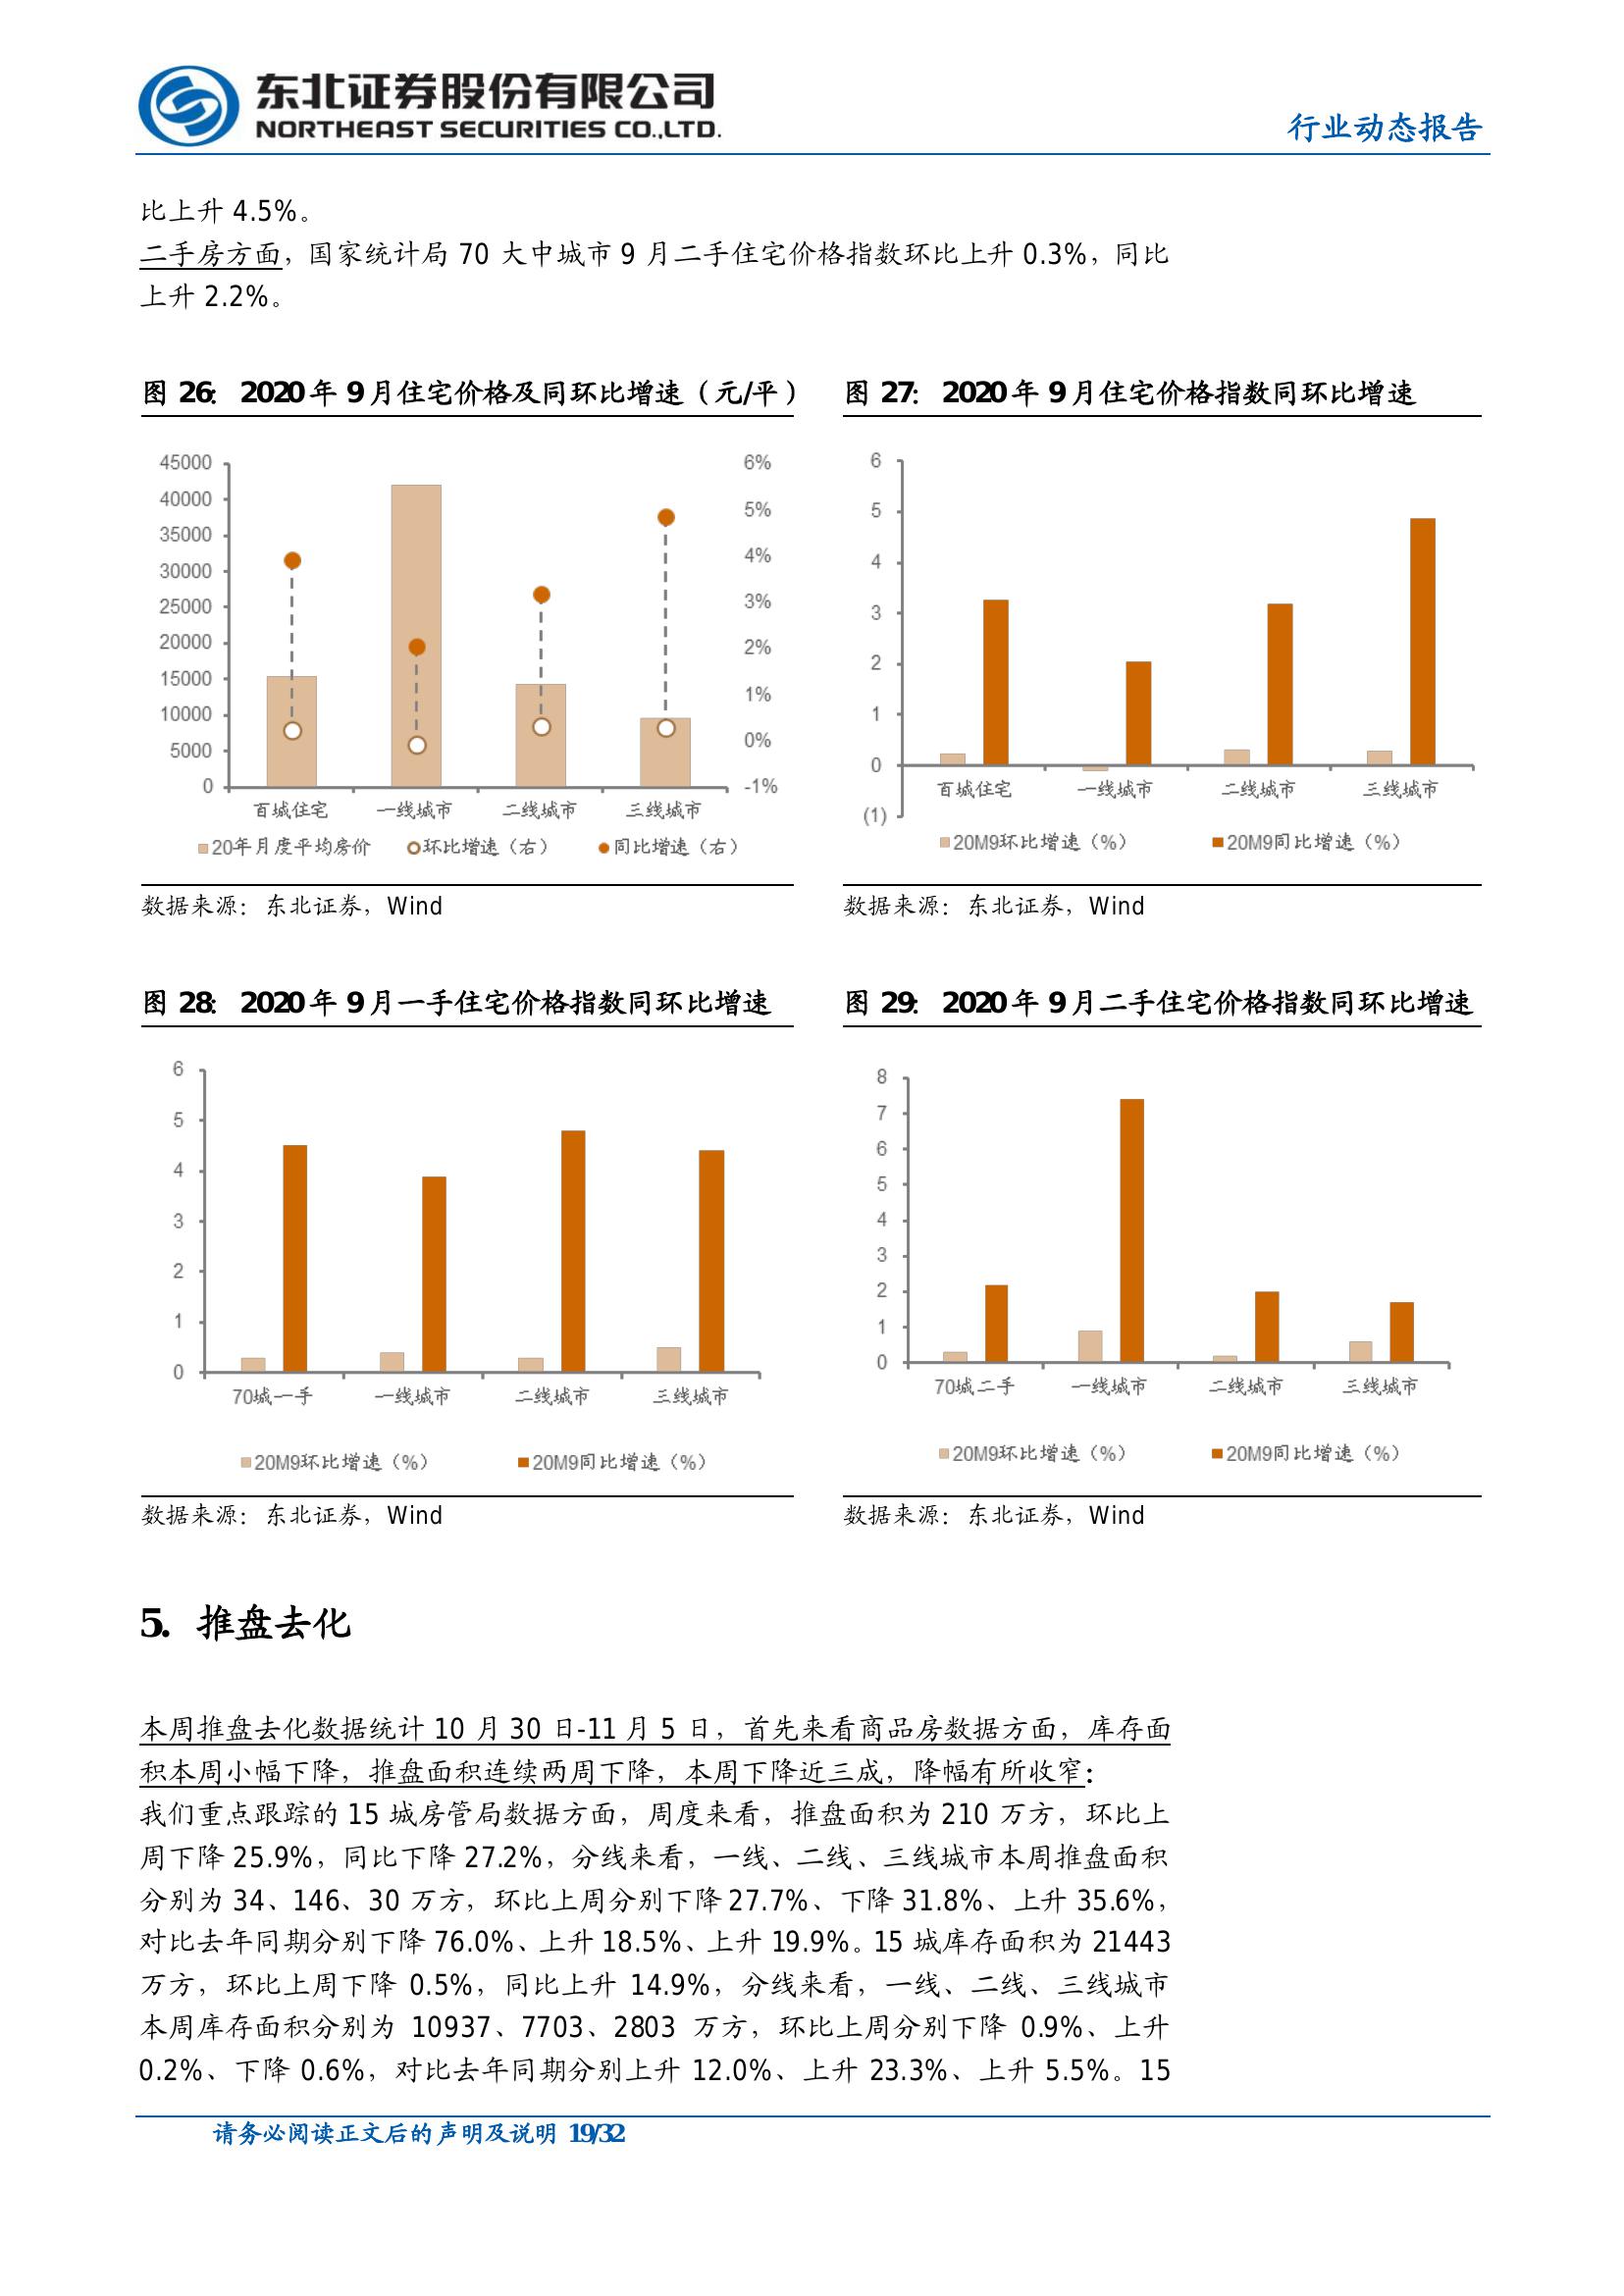 东北证券股份有限公司
NORTHEAST SECURITIES CO.,LTD.
行业动态报告
比上升 4.5%。
二手房方面，国家统计局 70 大中城市 9 月二手住宅价格指数环比上升 0.3%，同比
上升 2.2%。
图 26： 2020 年 9 月住宅价格及同环比增速（元/平）
45000
40000
35000
30000
25000
20000
15000
10000
5000
0
6%
5%
4%
3%
2%
1%
0%
-1%
百城住宅 一线城市 二线城市 三线城市
20年月度平均房价 环比增速（右） 同比增速（右）
数据来源：东北证券，Wind
图 27： 2020 年 9 月住宅价格指数同环比增速
6
5
4
3
2
1
0
(1)
百城住宅 一线城市 二线城市 三线城市
20M9环比增速（%） 20M9同比增速（%）
数据来源：东北证券，Wind
图 28： 2020 年 9 月一手住宅价格指数同环比增速
6
5
4
3
2
1
0
70城一手 一线城市 二线城市 三线城市
20M9环比增速（%） 20M9同比增速（%）
数据来源：东北证券，Wind
图 29： 2020 年 9 月二手住宅价格指数同环比增速
8
7
6
5
4
3
2
1
0
70城二手 一线城市 二线城市 三线城市
20M9环比增速（%） 20M9同比增速（%）
数据来源：东北证券，Wind
5. 推盘去化
本周推盘去化数据统计 10 月 30 日-11 月 5 日，首先来看商品房数据方面，库存面
积本周小幅下降，推盘面积连续两周下降，本周下降近三成，降幅有所收窄：
我们重点跟踪的 15 城房管局数据方面，周度来看，推盘面积为 210 万方，环比上
周下降 25.9%，同比下降 27.2%，分线来看，一线、二线、三线城市本周推盘面积
分别为 34、146、30 万方，环比上周分别下降 27.7%、下降 31.8%、上升 35.6%，
对比去年同期分别下降 76.0%、上升 18.5%、上升 19.9%。15 城库存面积为 21443
万方，环比上周下降 0.5%，同比上升 14.9%，分线来看，一线、二线、三线城市
本周库存面积分别为 10937、7703、2803 万方，环比上周分别下降 0.9%、上升
0.2%、下降 0.6%，对比去年同期分别上升 12.0%、上升 23.3%、上升 5.5%。15
请务必阅读正文后的声明及说明 19/32